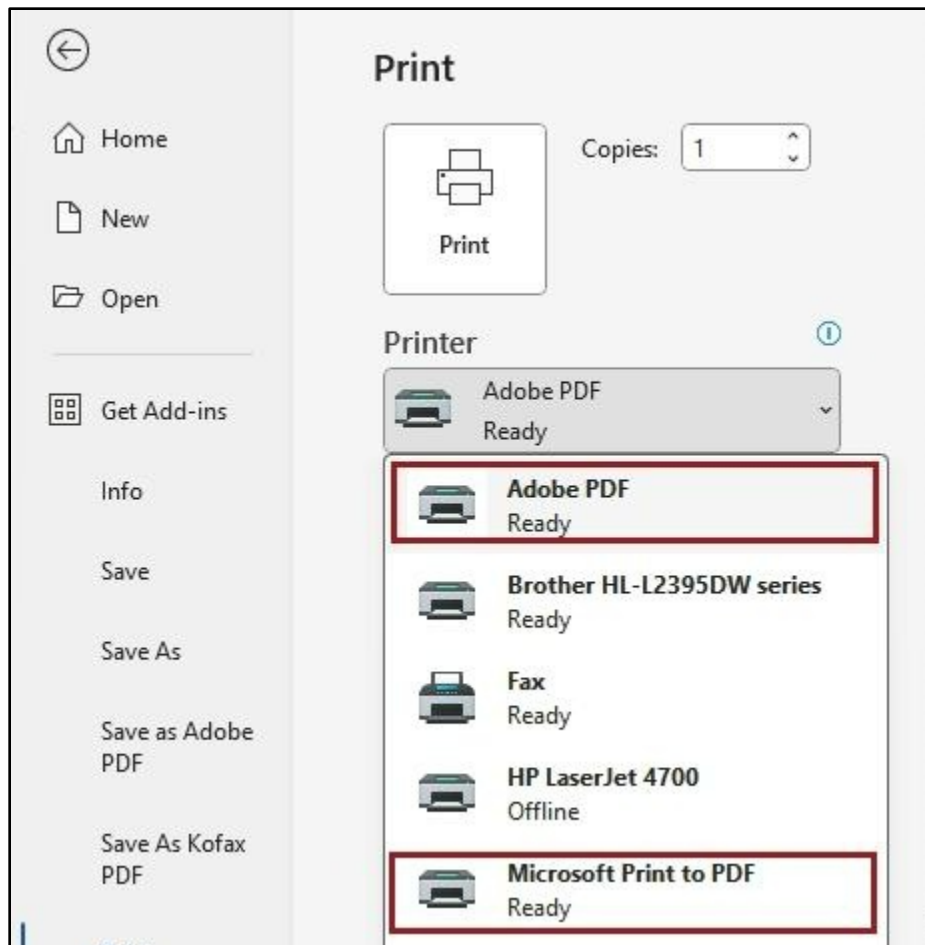 Home
New
Open
Get Add-ins
Info
Save
Save As
Save as Adobe
PDF
Save As Kofax
PDF
Print
Print
Copies: 1
Printer
Adobe PDF
Ready
Adobe PDF
Ready
Brother HL-L2395DW series
Ready
Fax
Ready
HP LaserJet 4700
Offline
Microsoft Print to PDF
Ready